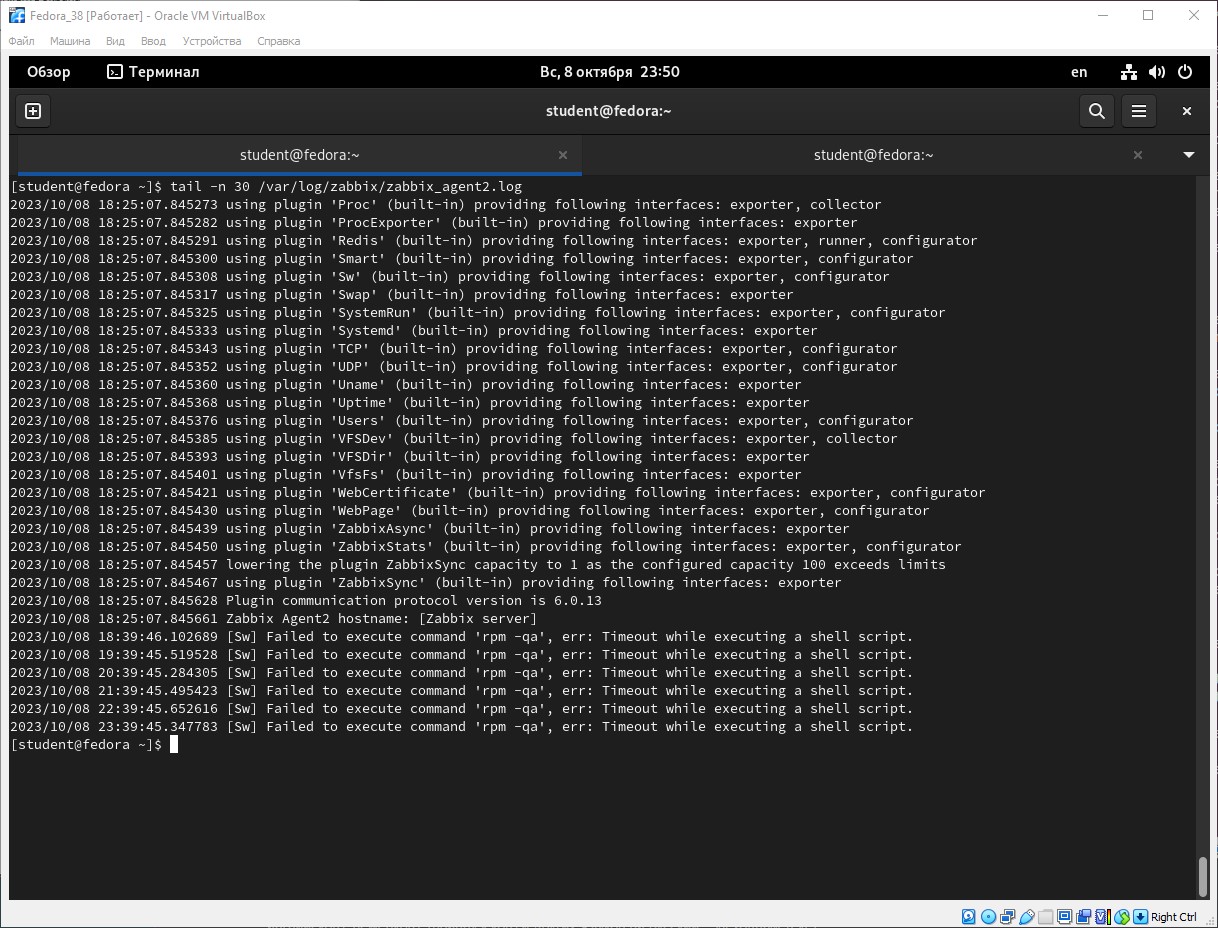 Fedora_38 [Работает] - Oracle VM VirtualBox
Файл Машина Вид Ввод Устройства Справка
Обзор Терминал Вс, 8 октября 23:50 en
student@fedora:~
student@fedora:~ student@fedora:~
[student@fedora ~]$ tail -n 30 /var/log/zabbix/zabbix_agent2.log
2023/10/08 18:25:07.845273 using plugin 'Proc' (built-in) providing following interfaces: exporter, collector
2023/10/08 18:25:07.845282 using plugin 'ProcExporter' (built-in) providing following interfaces: exporter
2023/10/08 18:25:07.845291 using plugin 'Redis' (built-in) providing following interfaces: exporter, runner, configurator
2023/10/08 18:25:07.845300 using plugin 'Smart' (built-in) providing following interfaces: exporter, configurator
2023/10/08 18:25:07.845308 using plugin 'Sw' (built-in) providing following interfaces: exporter, configurator
2023/10/08 18:25:07.845317 using plugin 'Swap' (built-in) providing following interfaces: exporter
2023/10/08 18:25:07.845325 using plugin 'SystemRun' (built-in) providing following interfaces: exporter, configurator
2023/10/08 18:25:07.845333 using plugin 'Systemd' (built-in) providing following interfaces: exporter
2023/10/08 18:25:07.845343 using plugin 'TCP' (built-in) providing following interfaces: exporter, configurator
2023/10/08 18:25:07.845352 using plugin 'UDP' (built-in) providing following interfaces: exporter, configurator
2023/10/08 18:25:07.845360 using plugin 'Uname' (built-in) providing following interfaces: exporter
2023/10/08 18:25:07.845368 using plugin 'Uptime' (built-in) providing following interfaces: exporter
2023/10/08 18:25:07.845376 using plugin 'Users' (built-in) providing following interfaces: exporter, configurator
2023/10/08 18:25:07.845385 using plugin 'VFSDev' (built-in) providing following interfaces: exporter, collector
2023/10/08 18:25:07.845393 using plugin 'VFSDir' (built-in) providing following interfaces: exporter
2023/10/08 18:25:07.845401 using plugin 'VfsFs' (built-in) providing following interfaces: exporter
2023/10/08 18:25:07.845421 using plugin 'WebCertificate' (built-in) providing following interfaces: exporter, configurator
2023/10/08 18:25:07.845430 using plugin 'WebPage' (built-in) providing following interfaces: exporter, configurator
2023/10/08 18:25:07.845439 using plugin 'ZabbixAsync' (built-in) providing following interfaces: exporter
2023/10/08 18:25:07.845450 using plugin 'ZabbixStats' (built-in) providing following interfaces: exporter, configurator
2023/10/08 18:25:07.845457 lowering the plugin ZabbixSync capacity to 1 as the configured capacity 100 exceeds limits
2023/10/08 18:25:07.845467 using plugin 'ZabbixSync' (built-in) providing following interfaces: exporter
2023/10/08 18:25:07.845628 Plugin communication protocol version is 6.0.13
2023/10/08 18:25:07.845661 Zabbix Agent2 hostname: [Zabbix server]
2023/10/08 18:39:46.102689 [Sw] Failed to execute command 'rpm -qa', err: Timeout while executing a shell script.
2023/10/08 19:39:45.519528 [Sw] Failed to execute command 'rpm -qa', err: Timeout while executing a shell script.
2023/10/08 20:39:45.284305 [Sw] Failed to execute command 'rpm -qa', err: Timeout while executing a shell script.
2023/10/08 21:39:45.495423 [Sw] Failed to execute command 'rpm -qa', err: Timeout while executing a shell script.
2023/10/08 22:39:45.652616 [Sw] Failed to execute command 'rpm -qa', err: Timeout while executing a shell script.
2023/10/08 23:39:45.347783 [Sw] Failed to execute command 'rpm -qa', err: Timeout while executing a shell script.
[student@fedora ~]$
Right Ctrl